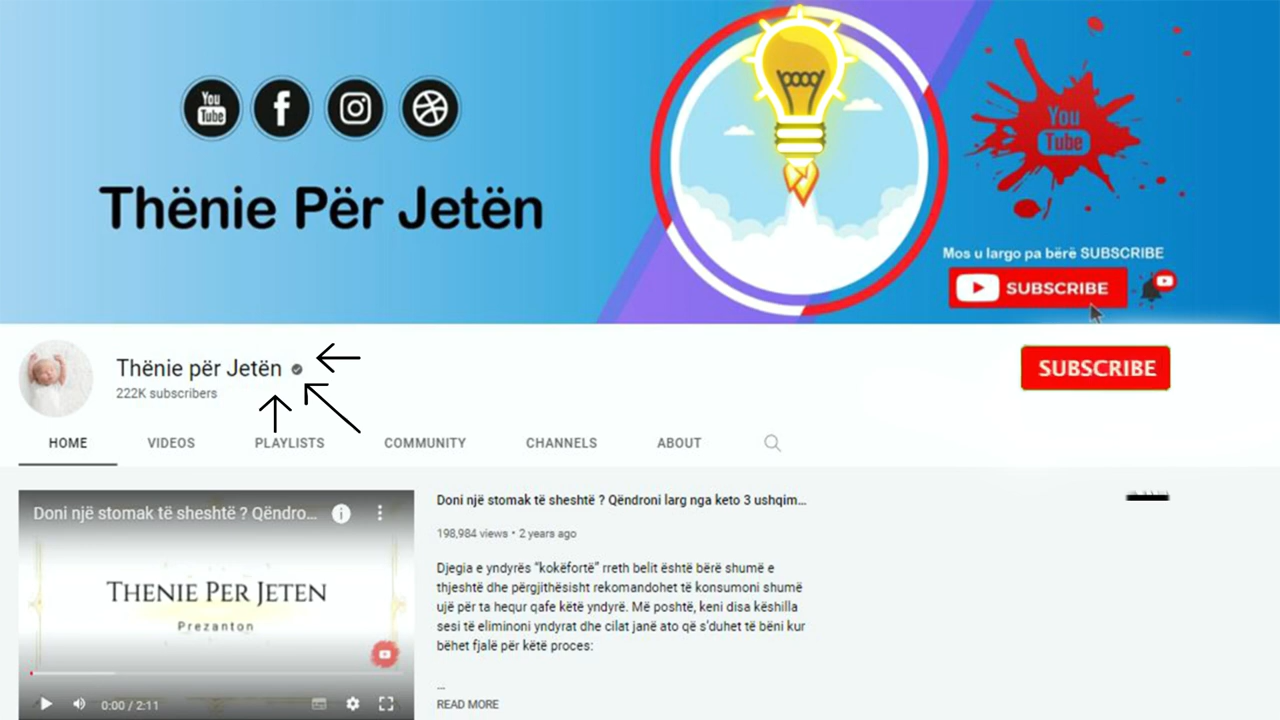 You
Tube
f
Thënie Për Jetën
You
Tube
Mos u largo pa bërë SUBSCRIBE
SUBSCRIBE
Thënie për Jetën
222K subscribers
SUBSCRIBE
HOME VIDEOS PLAYLISTS COMMUNITY CHANNELS ABOUT
Doni një stomak të sheshtë ? Qëndro...
THENIE PER JETEN
Prezanton
0:00 / 2:11
Doni një stomak të sheshtë ? Qëndroni larg nga keto 3 ushqim...
198,984 views • 2 years ago
Djegia e yndyrës “kokëfortë” rreth belit është bërë shumë e
thjeshtë dhe përgjithësisht rekomandohet të konsumoni shumë
ujë për ta hequr qafe këtë yndyrë. Më poshtë, keni disa këshilla
sesi të eliminoni yndyrat dhe cilat janë ato që s’duhet të bëni kur
bëhet fjalë për këtë proces:
...
READ MORE